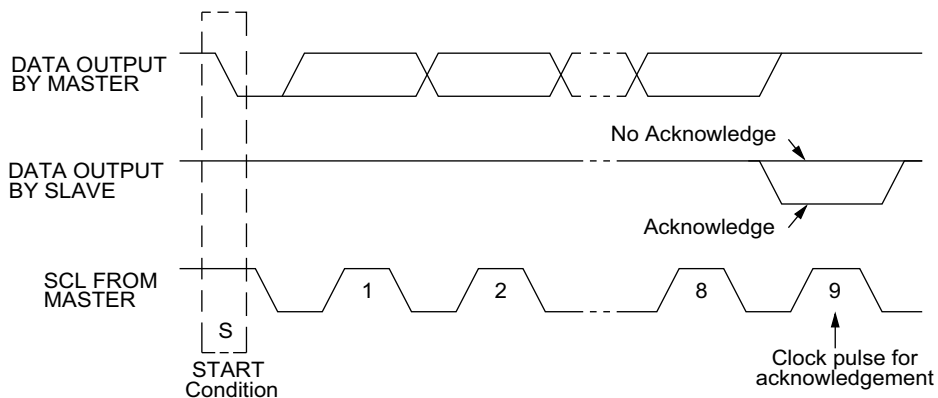 DATA OUTPUT
BY MASTER
No Acknowledge
DATA OUTPUT
BY SLAVE
Acknowledge
SCL FROM
MASTER
1
2
8
9
S
START
Condition
Clock pulse for
acknowledgement